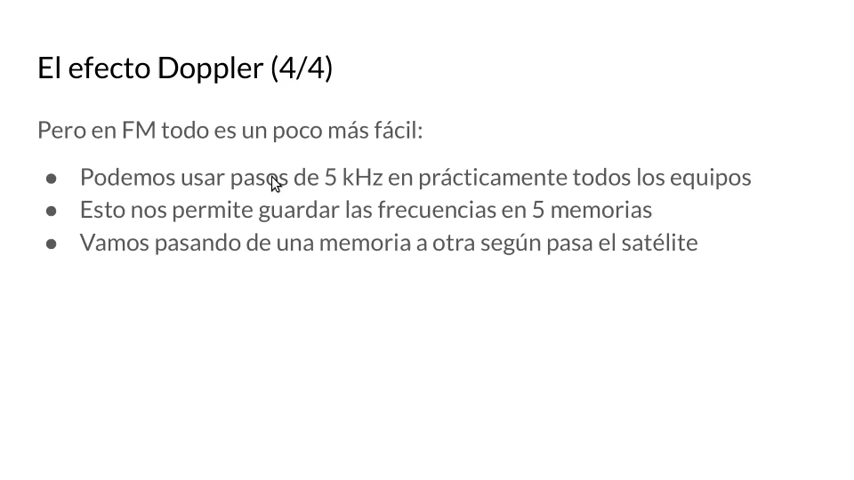 El efecto Doppler (4/4)
Pero en FM todo es un poco más fácil:
● Podemos usar pasos de 5 kHz en prácticamente todos los equipos
● Esto nos permite guardar las frecuencias en 5 memorias
● Vamos pasando de una memoria a otra según pasa el satélite